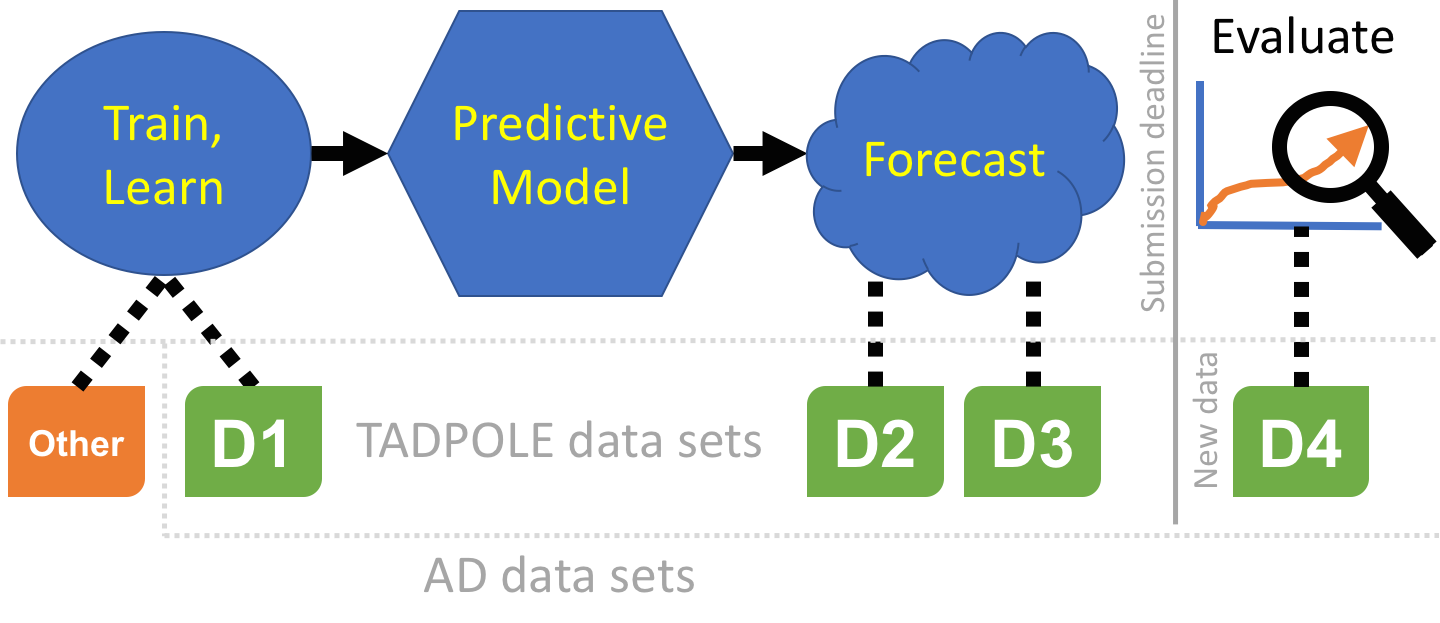 Train,
Learn
Predictive
Model
Forecast
Submission deadline
Evaluate
Other
D1
TADPOLE data sets
D2
D3
New data
D4
AD data sets